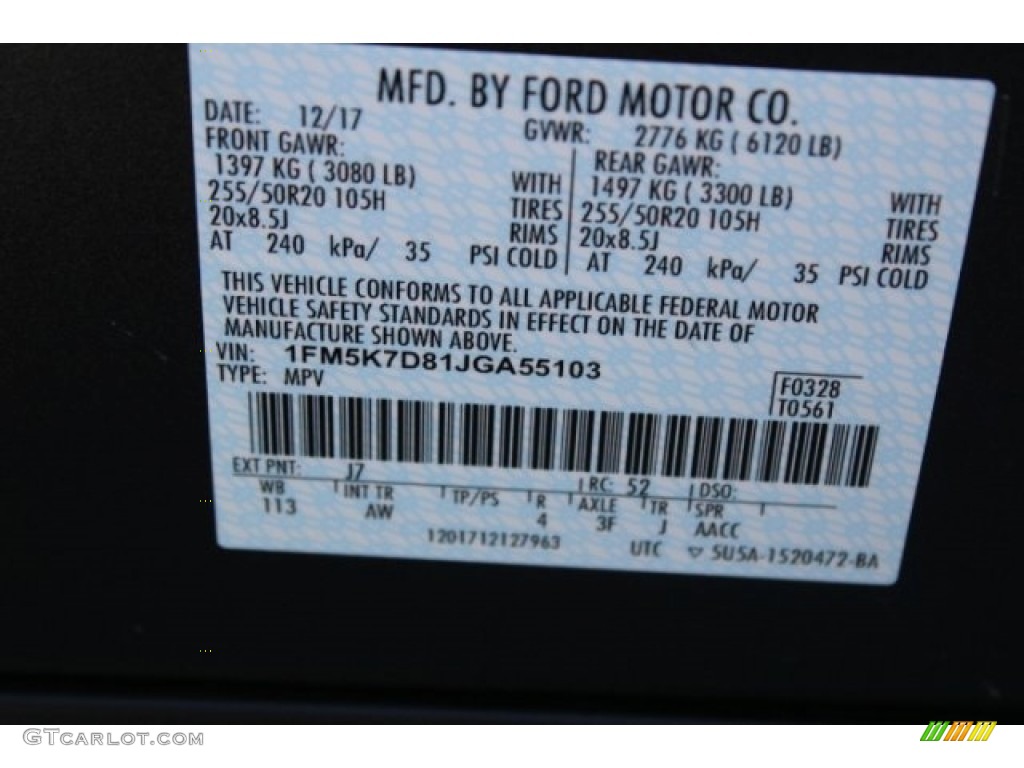 MFD. BY FORD MOTOR CO.
DATE: 12/17 GVWR: 2776 KG ( 6120 LB)
FRONT GAWR: REAR GAWR:
1397 KG ( 3080 LB) WITH 1497 KG ( 3300 LB) WITH
255/50R20 105H TIRES 255/50R20 105H TIRES
20x8.5J RIMS 20x8.5J RIMS
AT 240 kPa/ 35 PSI COLD AT 240 kPa/ 35 PSI COLD
THIS VEHICLE CONFORMS TO ALL APPLICABLE FEDERAL MOTOR
VEHICLE SAFETY STANDARDS IN EFFECT ON THE DATE OF
MANUFACTURE SHOWN ABOVE.
VIN: 1FM5K7D81JGA55103
TYPE: MPV
F0328
T0561
EXT PNT: J7 RC: 52 DSO:
WB INT TR TP/PS R AXLE TR SPR
113 AW 4 3F J AACC
1201712127963 UTC ▽ 5U5A-1520472-BA
GTCARLOT.COM